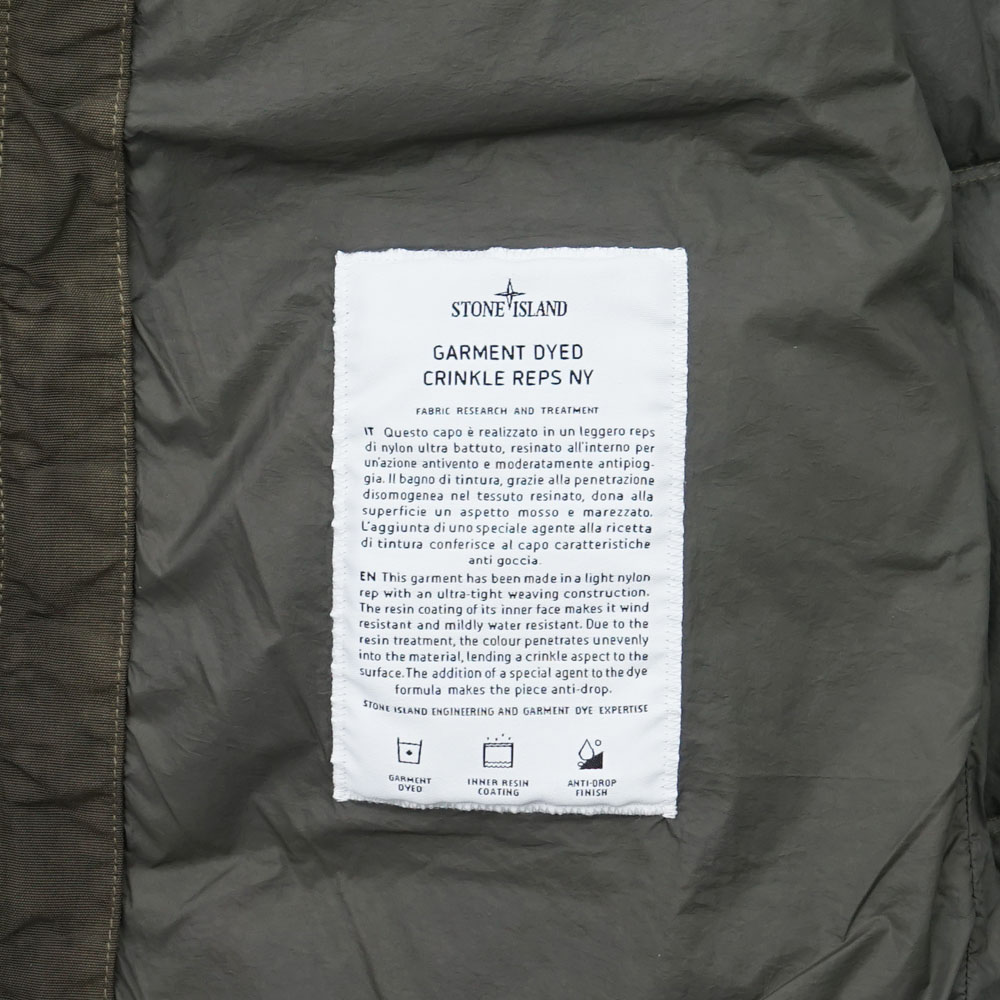 STONE ISLAND
GARMENT DYED
CRINKLE REPS NY
FABRIC RESEARCH AND TREATMENT
IT Questo capo è realizzato in un leggero reps
di nylon ultra battuto, resinato all'interno per
un'azione antivento e moderatamente antipiog-
gia. Il bagno di tintura, grazie alla penetrazione
disomogenea nel tessuto resinato, dona alla
superficie un aspetto mosso e marezzato.
L'aggiunta di uno speciale agente alla ricetta
di tintura conferisce al capo caratteristiche
anti goccia.
EN This garment has been made in a light nylon
rep with an ultra-tight weaving construction.
The resin coating of its inner face makes it wind
resistant and mildly water resistant. Due to the
resin treatment, the colour penetrates unevenly
into the material, lending a crinkle aspect to the
surface. The addition of a special agent to the dye
formula makes the piece anti-drop.
STONE ISLAND ENGINEERING AND GARMENT DYE EXPERTISE
GARMENT
DYED
INNER RESIN
COATING
ANTI-DROP
FINISH